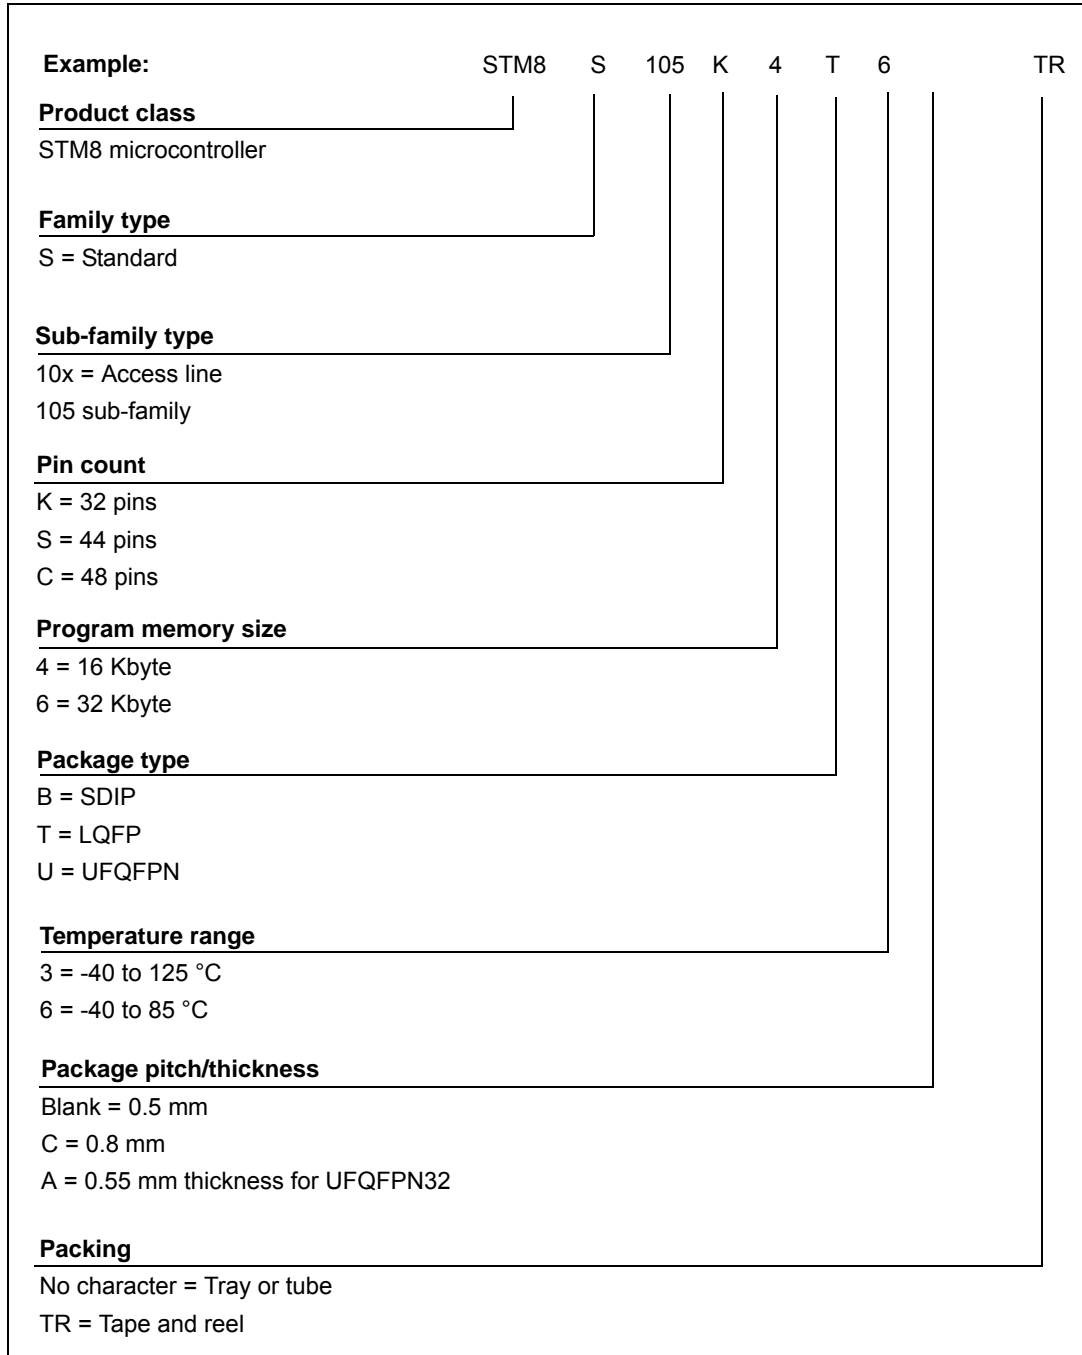 Example: STM8 S 105 K 4 T 6 TR
Product class
STM8 microcontroller
Family type
S = Standard
Sub-family type
10x = Access line
105 sub-family
Pin count
K = 32 pins
S = 44 pins
C = 48 pins
Program memory size
4 = 16 Kbyte
6 = 32 Kbyte
Package type
B = SDIP
T = LQFP
U = UFQFPN
Temperature range
3 = -40 to 125 °C
6 = -40 to 85 °C
Package pitch/thickness
Blank = 0.5 mm
C = 0.8 mm
A = 0.55 mm thickness for UFQFPN32
Packing
No character = Tray or tube
TR = Tape and reel